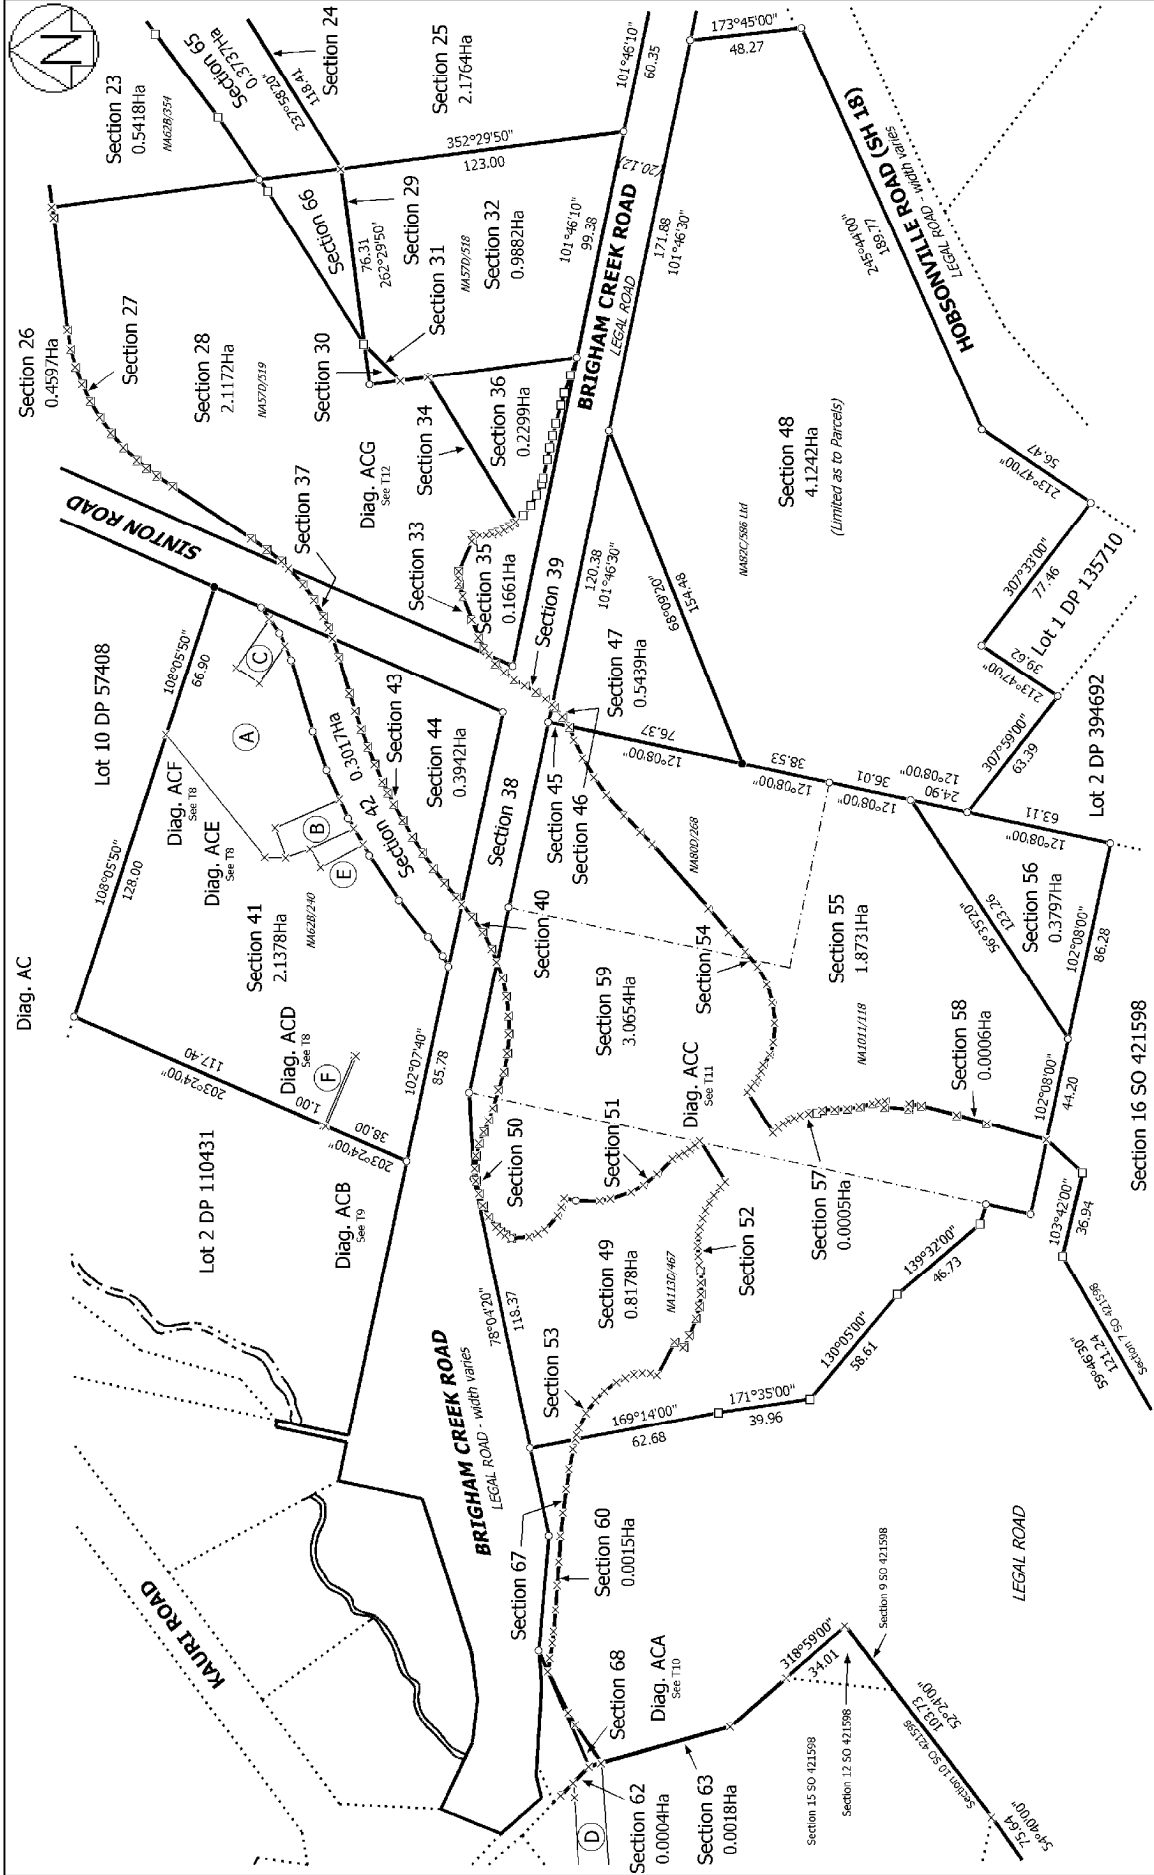 N
Diag. AC
Section 23
0.5418Ha
NA62B/354
Section 65
0.3737Ha
Section 24
237°58'20"
118.41
Section 25
2.1764Ha
352°29'50"
123.00
101°46'10"
60.35
173°45'00"
48.27
Section 26
0.4597Ha
Section 27
Section 28
2.1172Ha
NA57D/519
Section 66
76.31
262°29'50'
Section 29
Section 30
Section 31
NA57D/518
Section 32
0.9882Ha
101°46'10"
99.38
(20.12)
171.88
101°46'30"
BRIGHAM CREEK ROAD
LEGAL ROAD
245°44'00"
189.77
HOBSONVILLE ROAD (SH 18)
LEGAL ROAD - width varies
SINTON ROAD
Section 37
Diag. ACG
See T12
Section 34
Section 36
0.2299Ha
Section 33
Section 35
0.1661Ha
Section 39
120.38
101°46'30"
68°09'20"
154.48
NA82C/586 Ltd
Section 48
4.1242Ha
(Limited as to Parcels)
56.47
213°47'00"
307°33'00"
77.46
39.62
213°47'00"
Lot 1 DP 135710
Lot 10 DP 57408
108°05'50"
66.90
C
A
Diag. ACF
See T8
Diag. ACE
See T8
B
E
Section 42 0.3017Ha
Section 43
Section 44
0.3942Ha
Section 38
Section 45
Section 46
Section 47
0.5439Ha
76.37
12°08'00"
38.53
12°08'00"
36.01
12°08'00"
24.90
12°08'00"
307°59'00"
63.39
63.11
12°08'00"
Lot 2 DP 394692
108°05'50"
128.00
Section 41
2.1378Ha
NA62B/240
Section 40
NA80D/268
Section 54
Section 55
1.8731Ha
NA1011/118
56°35'20"
123.26
Section 56
0.3797Ha
102°08'00"
86.28
117.40
203°24'00"
Diag. ACD
See T8
F
1.00
38.00
203°24'00"
102°07'40"
85.78
Section 59
3.0654Ha
Diag. ACC
See T11
Section 58
0.0006Ha
102°08'00"
44.20
Section 16 SO 421598
Lot 2 DP 110431
Diag. ACB
See T9
Section 50
Section 51
Section 52
Section 57
0.0005Ha
103°42'00"
36.94
139°32'00"
46.73
Section 49
0.8178Ha
NA113D/467
78°04'20"
118.37
BRIGHAM CREEK ROAD
LEGAL ROAD - width varies
Section 53
130°05'00"
58.61
171°35'00"
39.96
169°14'00"
62.68
59°46'30"
121.24
Section 7 SO 421598
KAURI ROAD
Section 67
Section 60
0.0015Ha
LEGAL ROAD
Section 68
Diag. ACA
See T10
318°59'00"
34.01
Section 9 SO 421598
D
Section 62
0.0004Ha
Section 63
0.0018Ha
Section 15 SO 421598
Section 12 SO 421598
52°24'00"
103.73
Section 10 SO 421598
54°40'00"
75.64